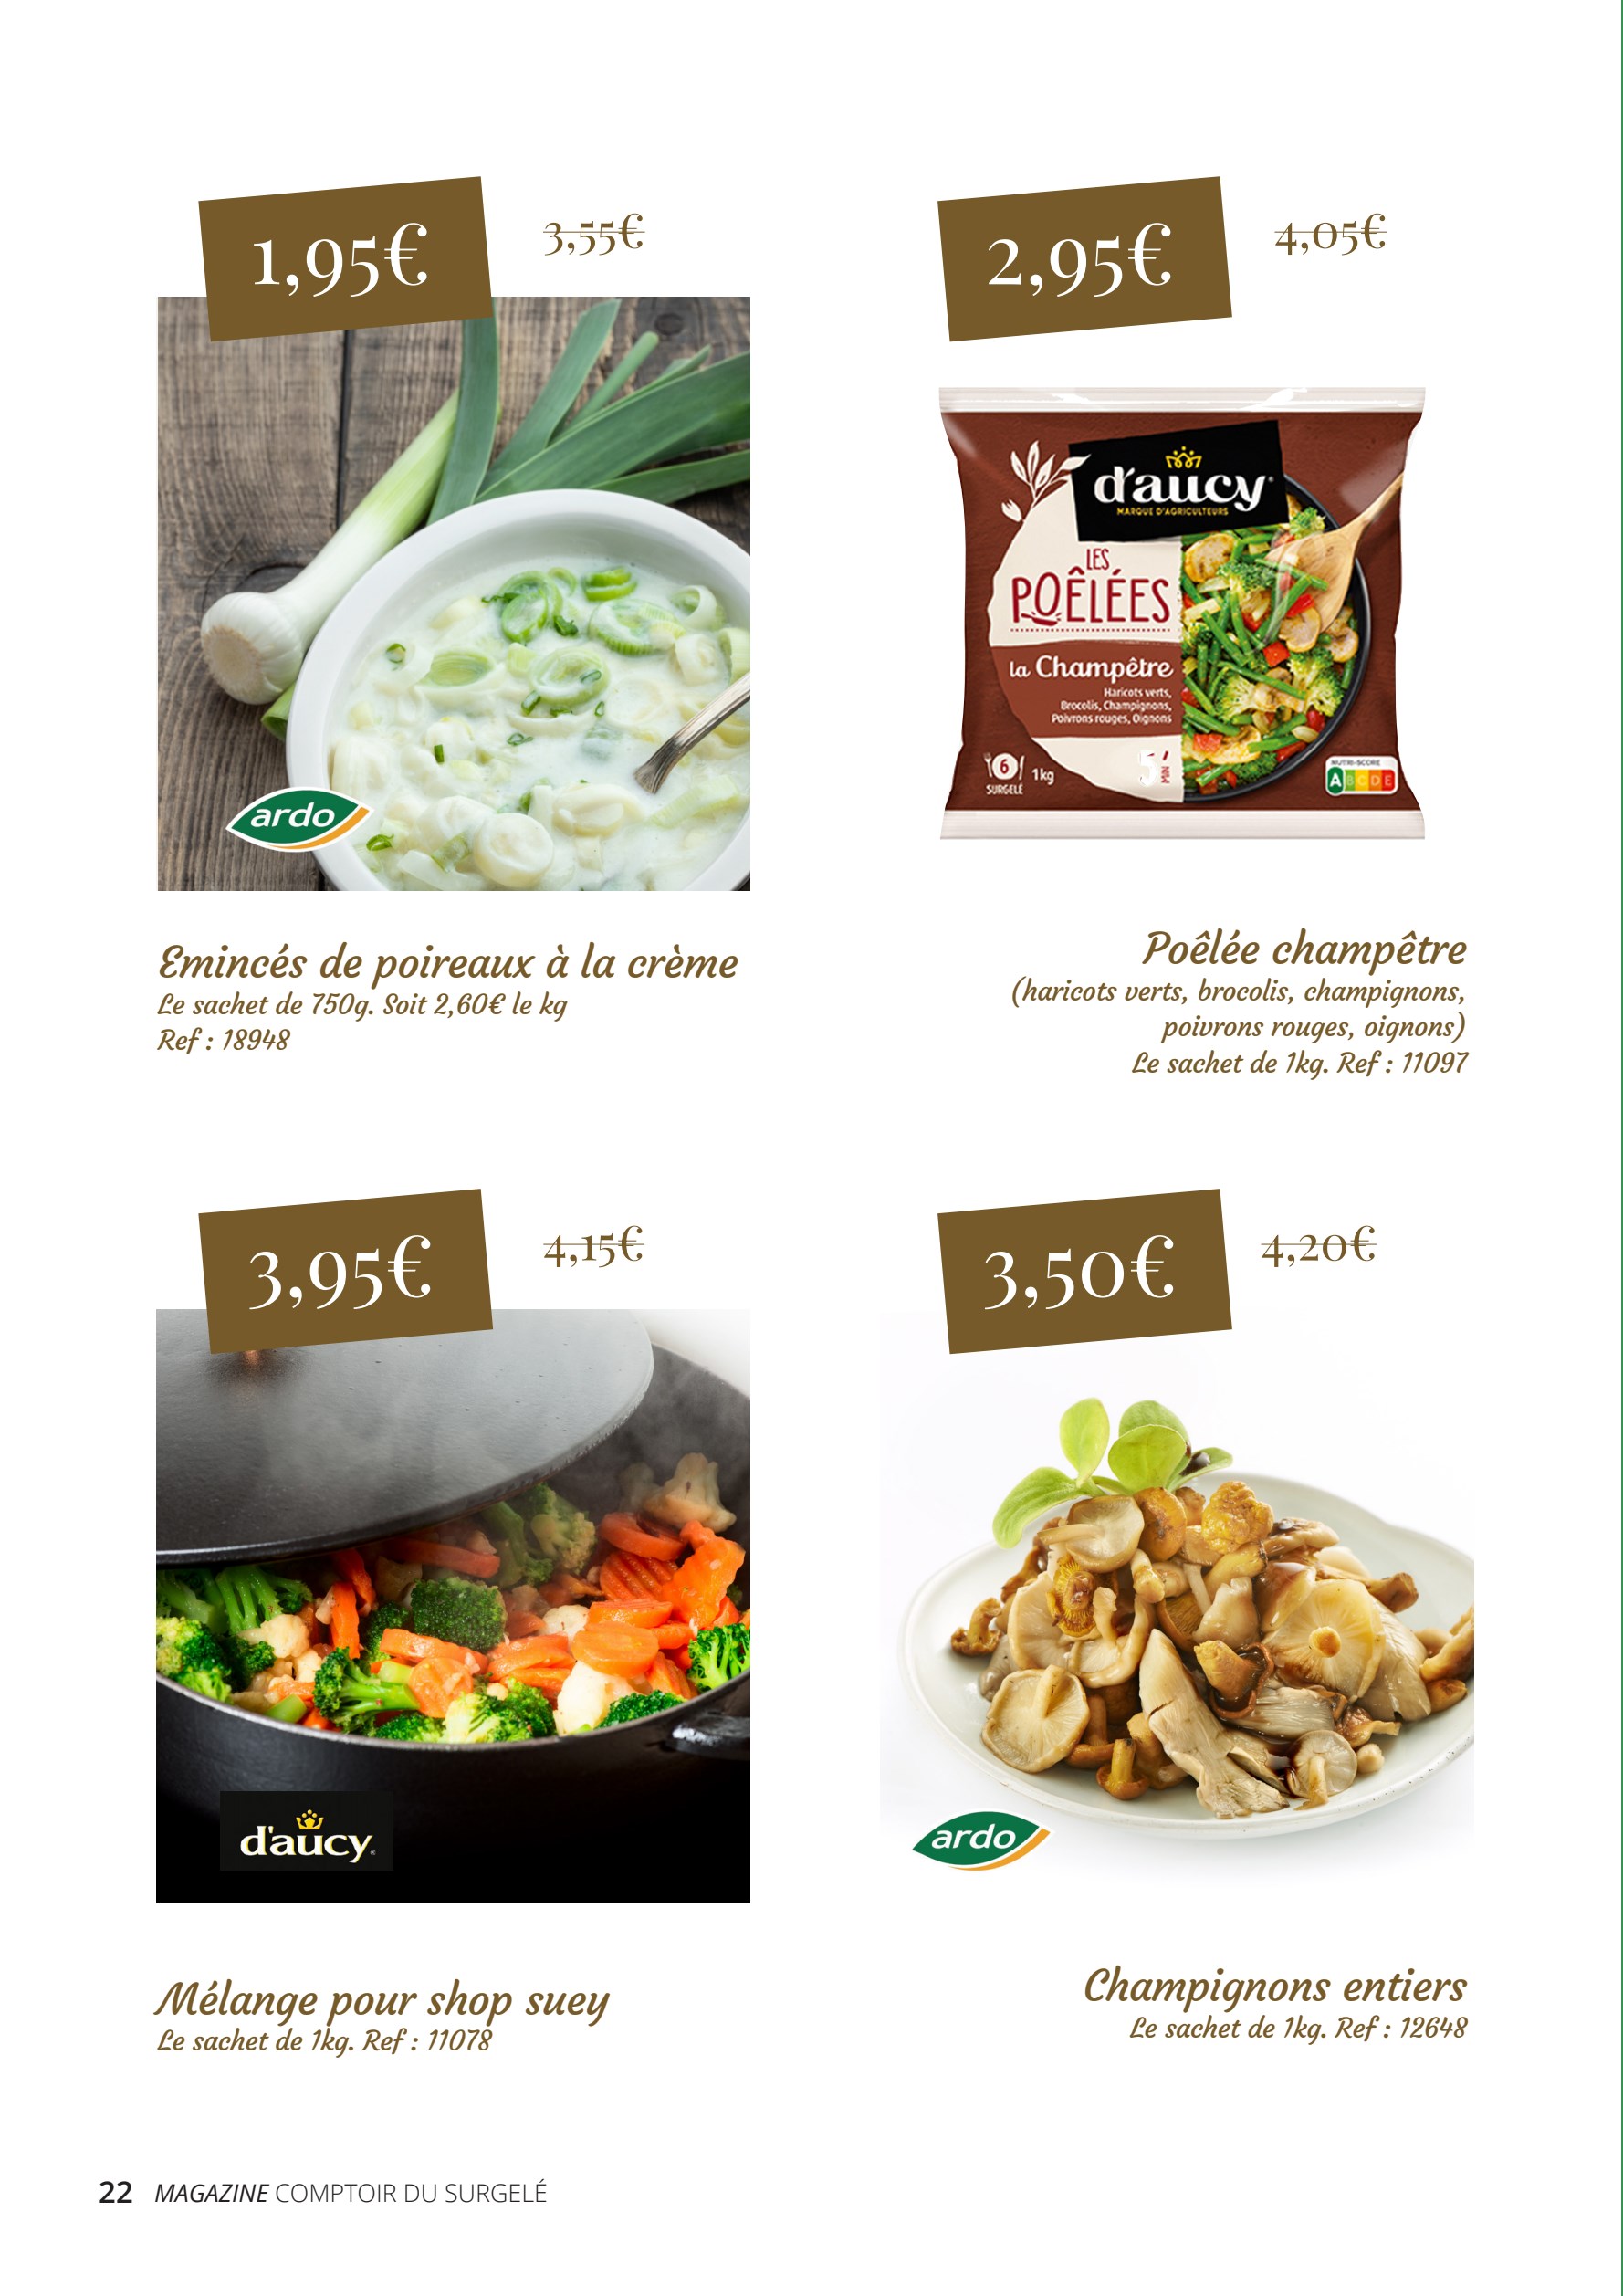 1,95€
3,55€
ardo
Emincés de poireaux à la crème
Le sachet de 750g. Soit 2,60€ le kg
Ref : 18948
2,95€
4,05€
d'aucy
MARQUE D'AGRICULTEURS
LES
POÊLÉES
la Champêtre
Haricots verts,
Brocolis, Champignons,
Poivrons rouges, Oignons
6
SURGELÉ
1kg
5'
MIN
NUTRI-SCORE
A B C D E
Poêlée champêtre
(haricots verts, brocolis, champignons,
poivrons rouges, oignons)
Le sachet de 1kg. Ref : 11097
3,95€
4,15€
d'aucy
Mélange pour shop suey
Le sachet de 1kg. Ref : 11078
3,50€
4,20€
ardo
Champignons entiers
Le sachet de 1kg. Ref : 12648
22 MAGAZINE COMPTOIR DU SURGELÉ